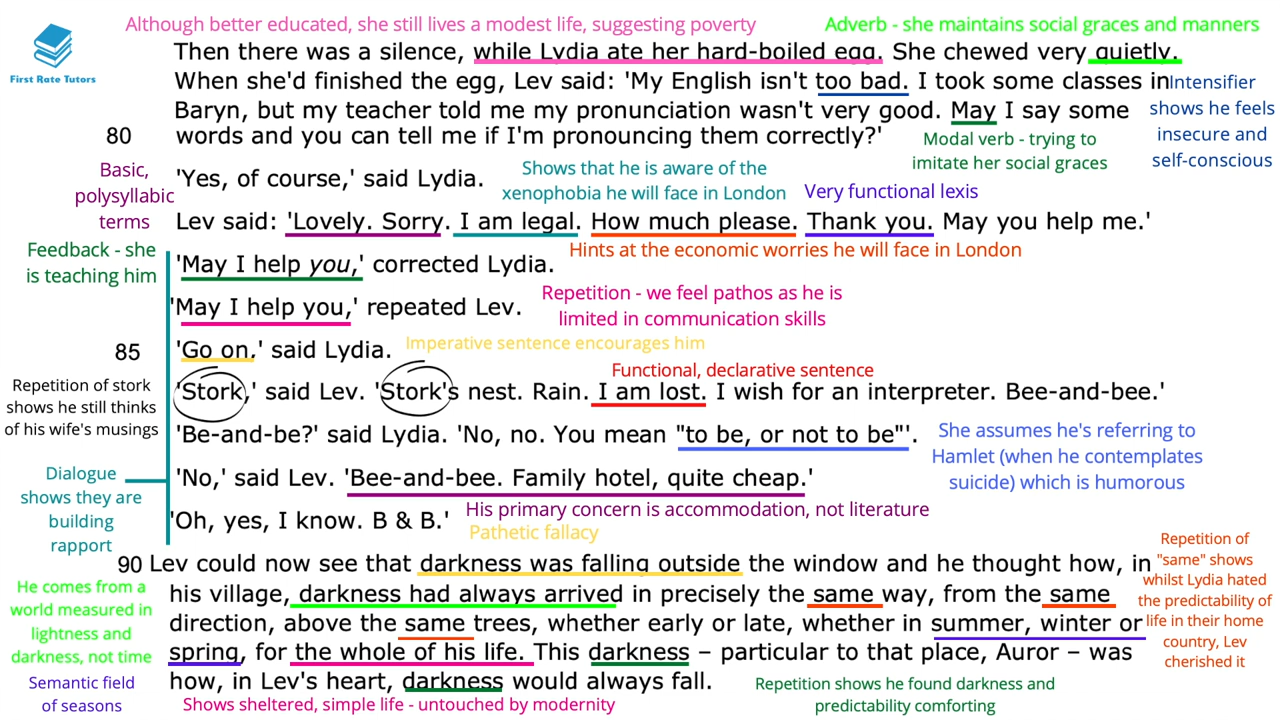 Although better educated, she still lives a modest life, suggesting poverty
Adverb - she maintains social graces and manners
First Rate Tutors
Then there was a silence, while Lydia ate her hard-boiled egg. She chewed very quietly.
When she'd finished the egg, Lev said: 'My English isn't too bad. I took some classes in
Baryn, but my teacher told me my pronunciation wasn't very good. May I say some
80 words and you can tell me if I'm pronouncing them correctly?'
Intensifier
shows he feels
insecure and
self-conscious
Modal verb - trying to
imitate her social graces
Basic,
polysyllabic
terms
'Yes, of course,' said Lydia.
Shows that he is aware of the
xenophobia he will face in London
Very functional lexis
Lev said: 'Lovely. Sorry. I am legal. How much please. Thank you. May you help me.'
Feedback - she
is teaching him
Hints at the economic worries he will face in London
'May I help you,' corrected Lydia.
'May I help you,' repeated Lev.
Repetition - we feel pathos as he is
limited in communication skills
85 'Go on.' said Lydia.
Imperative sentence encourages him
Functional, declarative sentence
Repetition of stork
shows he still thinks
of his wife's musings
'Stork,' said Lev. 'Stork's nest. Rain. I am lost. I wish for an interpreter. Bee-and-bee.'
'Be-and-be?' said Lydia. 'No, no. You mean "to be, or not to be"'.
She assumes he's referring to
Hamlet (when he contemplates
suicide) which is humorous
Dialogue
shows they are
building
rapport
'No,' said Lev. 'Bee-and-bee. Family hotel, quite cheap.'
'Oh, yes, I know. B & B.'
His primary concern is accommodation, not literature
Pathetic fallacy
90 Lev could now see that darkness was falling outside the window and he thought how, in
his village, darkness had always arrived in precisely the same way, from the same
direction, above the same trees, whether early or late, whether in summer, winter or
spring, for the whole of his life. This darkness – particular to that place, Auror – was
how, in Lev's heart, darkness would always fall.
Repetition of
"same" shows
whilst Lydia hated
the predictability of
life in their home
country, Lev
cherished it
He comes from a
world measured in
lightness and
darkness, not time
Semantic field
of seasons
Shows sheltered, simple life - untouched by modernity
Repetition shows he found darkness and
predictability comforting